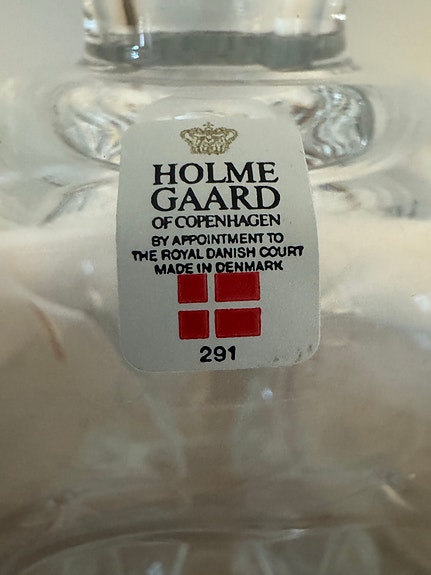 HOLME
GAARD
OF COPENHAGEN
BY APPOINTMENT TO
THE ROYAL DANISH COURT
MADE IN DENMARK
291